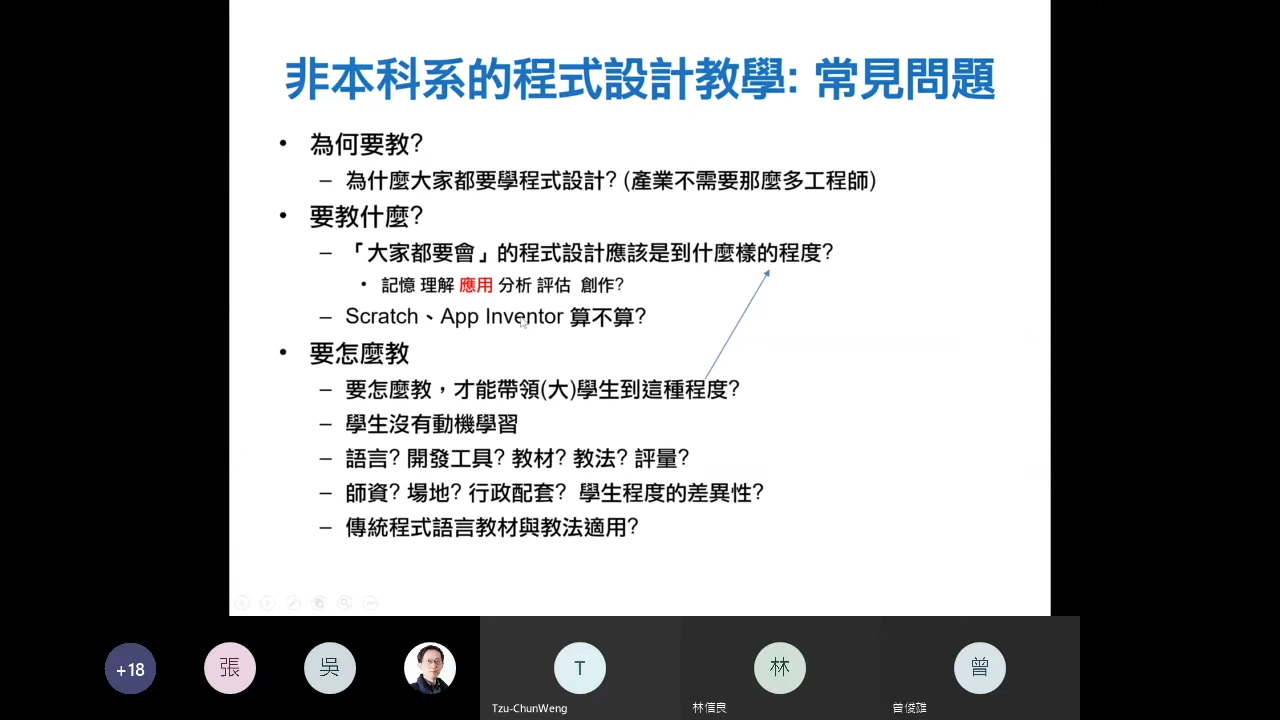 非本科系的程式設計教學: 常見問題
• 為何要教?
– 為什麼大家都要學程式設計? (產業不需要那麼多工程師)
• 要教什麼?
– 「大家都要會」的程式設計應該是到什麼樣的程度?
• 記憶 理解 應用 分析 評估 創作?
– Scratch、App Inventor 算不算?
• 要怎麼教
– 要怎麼教，才能帶領(大)學生到這種程度?
– 學生沒有動機學習
– 語言? 開發工具? 教材? 教法? 評量?
– 師資? 場地? 行政配套? 學生程度的差異性?
– 傳統程式語言教材與教法適用?
+18
張
吳
T
林
曾
Tzu-ChunWeng
林信良
曾俊雄